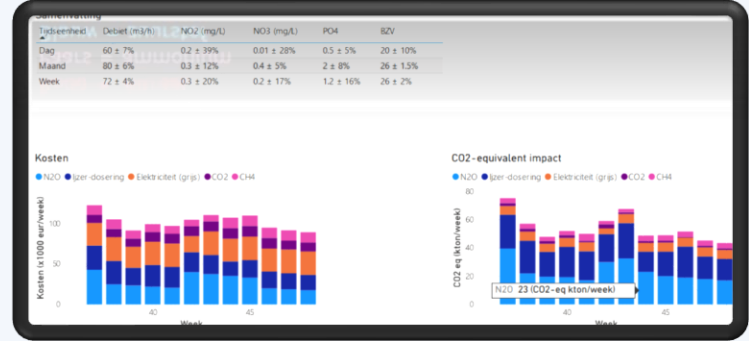 Samenvatting
Tijdseenheid Debiet (m3/h) NO2 (mg/L) NO3 (mg/L) PO4 BZV
Dag 60 ± 7% 0.2 ± 39% 0.01 ± 28% 0.5 ± 5% 20 ± 10%
Maand 80 ± 6% 0.3 ± 12% 0.4 ± 5% 2 ± 8% 26 ± 1.5%
Week 72 ± 4% 0.3 ± 20% 0.2 ± 17% 1.2 ± 16% 26 ± 2%
Kosten
N2O Ijzer-dosering Elektriciteit (grijs) CO2 CH4
Kosten (x1000 eur/week)
100
50
0
40 45
Week
CO2-equivalent impact
N2O Ijzer-dosering Elektriciteit (grijs) CO2 CH4
CO2 eq (kton/week)
80
60
40
20
0
N2O 23 (CO2-eq kton/week)
40 45
Week